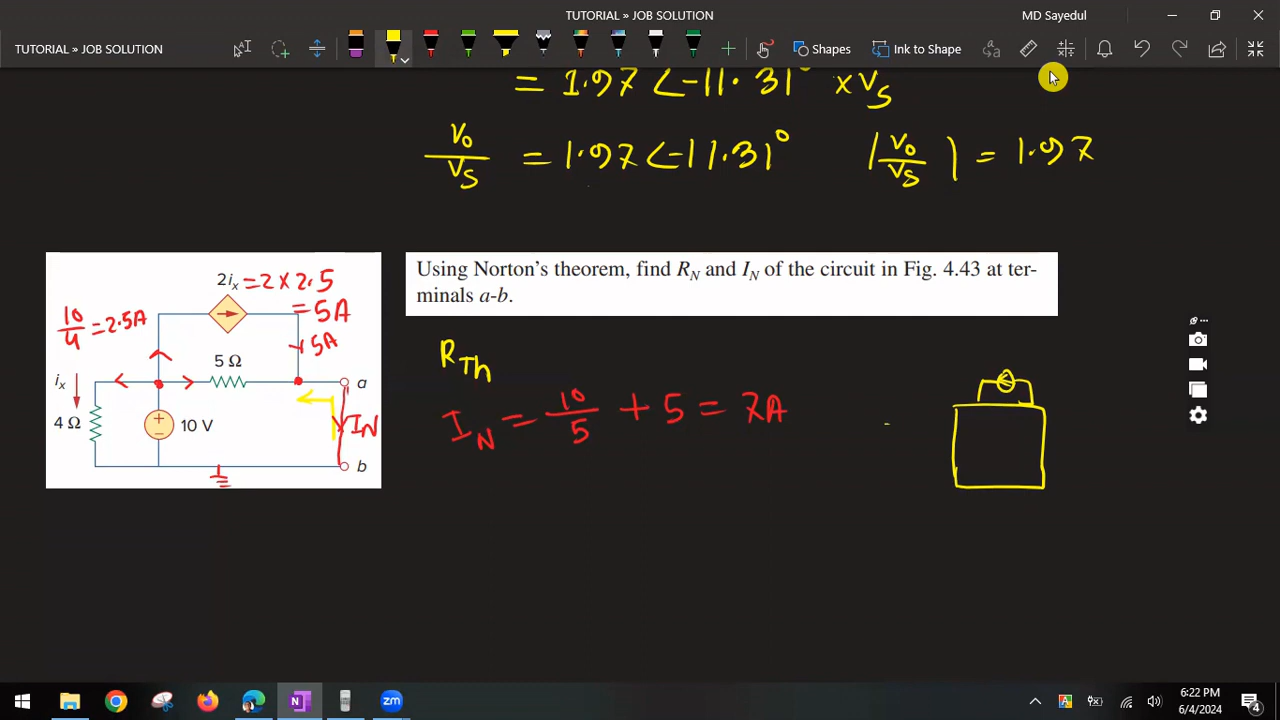 TUTORIAL » JOB SOLUTION
MD Sayedul
TUTORIAL » JOB SOLUTION
Shapes
Ink to Shape
= 1.97 <-11.31° × Vs
Vo/Vs = 1.97 <-11.31° |Vo/Vs| = 1.97
Using Norton's theorem, find RN and IN of the circuit in Fig. 4.43 at ter-
minals a-b.
2ix = 2 × 2.5
= 5A
10/4 = 2.5A
5A
5 Ω
ix
a
4 Ω
10 V
IN
b
RTh
IN = 10/5 + 5 = 7A
6:22 PM
6/4/2024
4